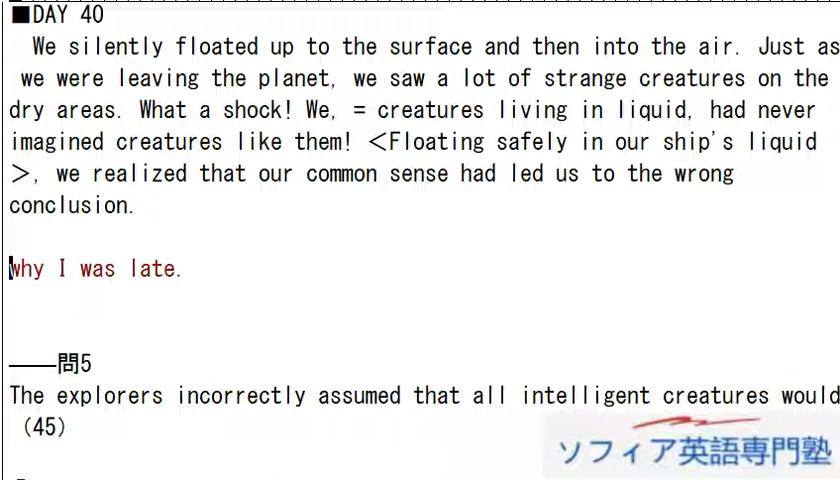 ■DAY 40
We silently floated up to the surface and then into the air. Just as
we were leaving the planet, we saw a lot of strange creatures on the
dry areas. What a shock! We, = creatures living in liquid, had never
imagined creatures like them! <Floating safely in our ship's liquid
>, we realized that our common sense had led us to the wrong
conclusion.
why I was late.
――問5
The explorers incorrectly assumed that all intelligent creatures would
(45)
ソフィア英語専門塾